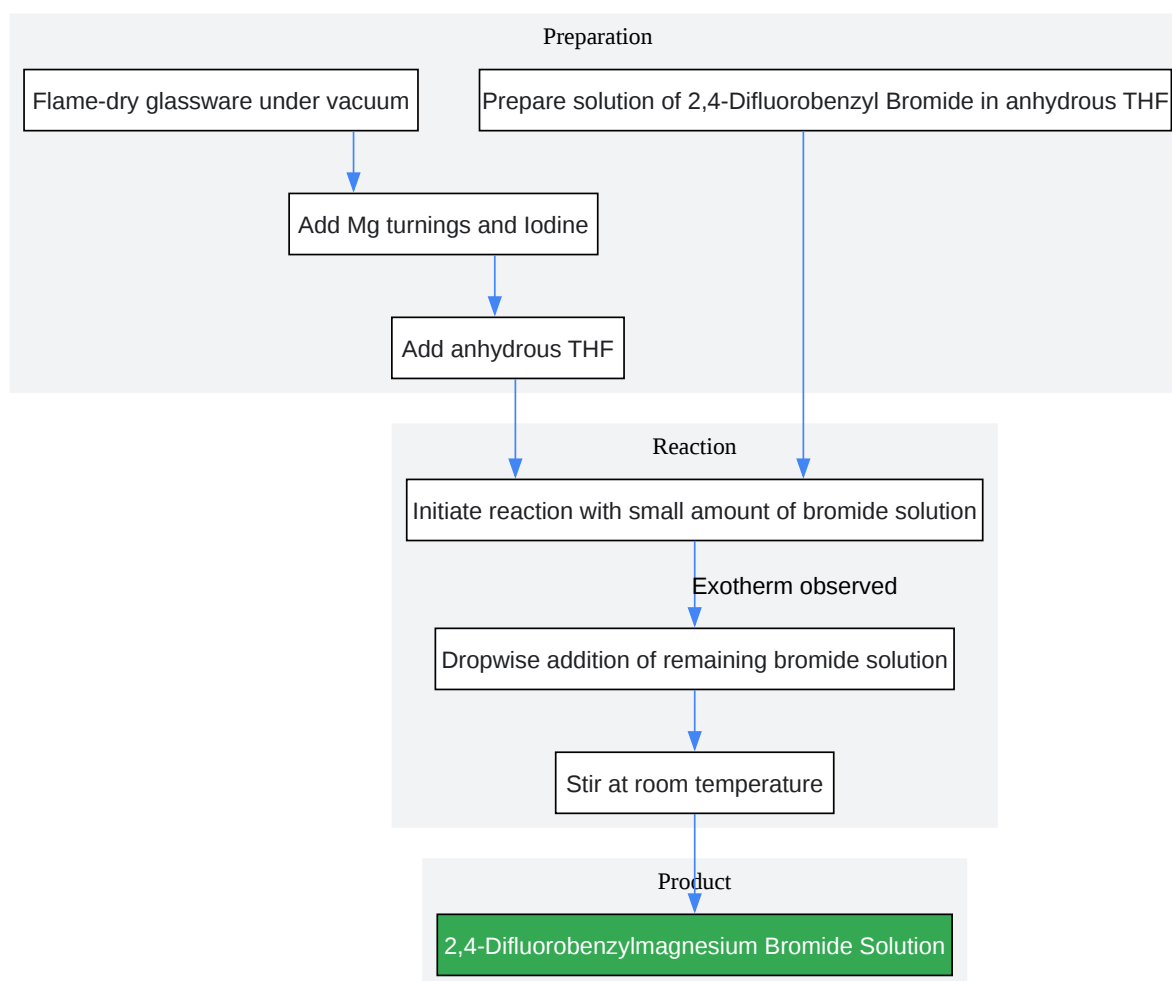 Preparation
Flame-dry glassware under vacuum
Prepare solution of 2,4-Difluorobenzyl Bromide in anhydrous THF
Add Mg turnings and Iodine
Add anhydrous THF
Reaction
Initiate reaction with small amount of bromide solution
Exotherm observed
Dropwise addition of remaining bromide solution
Stir at room temperature
Product
2,4-Difluorobenzylmagnesium Bromide Solution